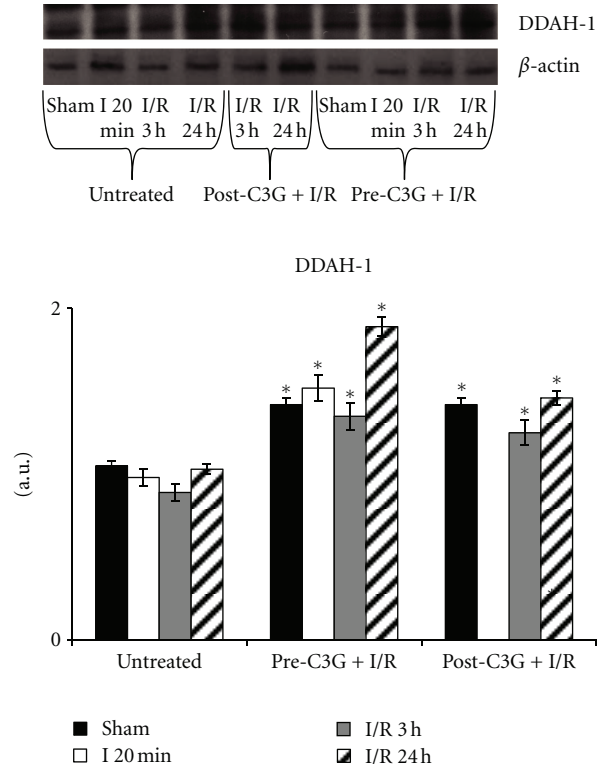 DDAH-1
β-actin
Sham I 20 I/R I/R I/R I/R Sham I 20 I/R I/R
min 3 h 24 h 3 h 24 h min 3 h 24 h
Untreated Post-C3G + I/R Pre-C3G + I/R
DDAH-1
2
* * * * * * *
(a.u.)
0
Untreated Pre-C3G + I/R Post-C3G + I/R
Sham I/R 3 h
I 20 min I/R 24 h